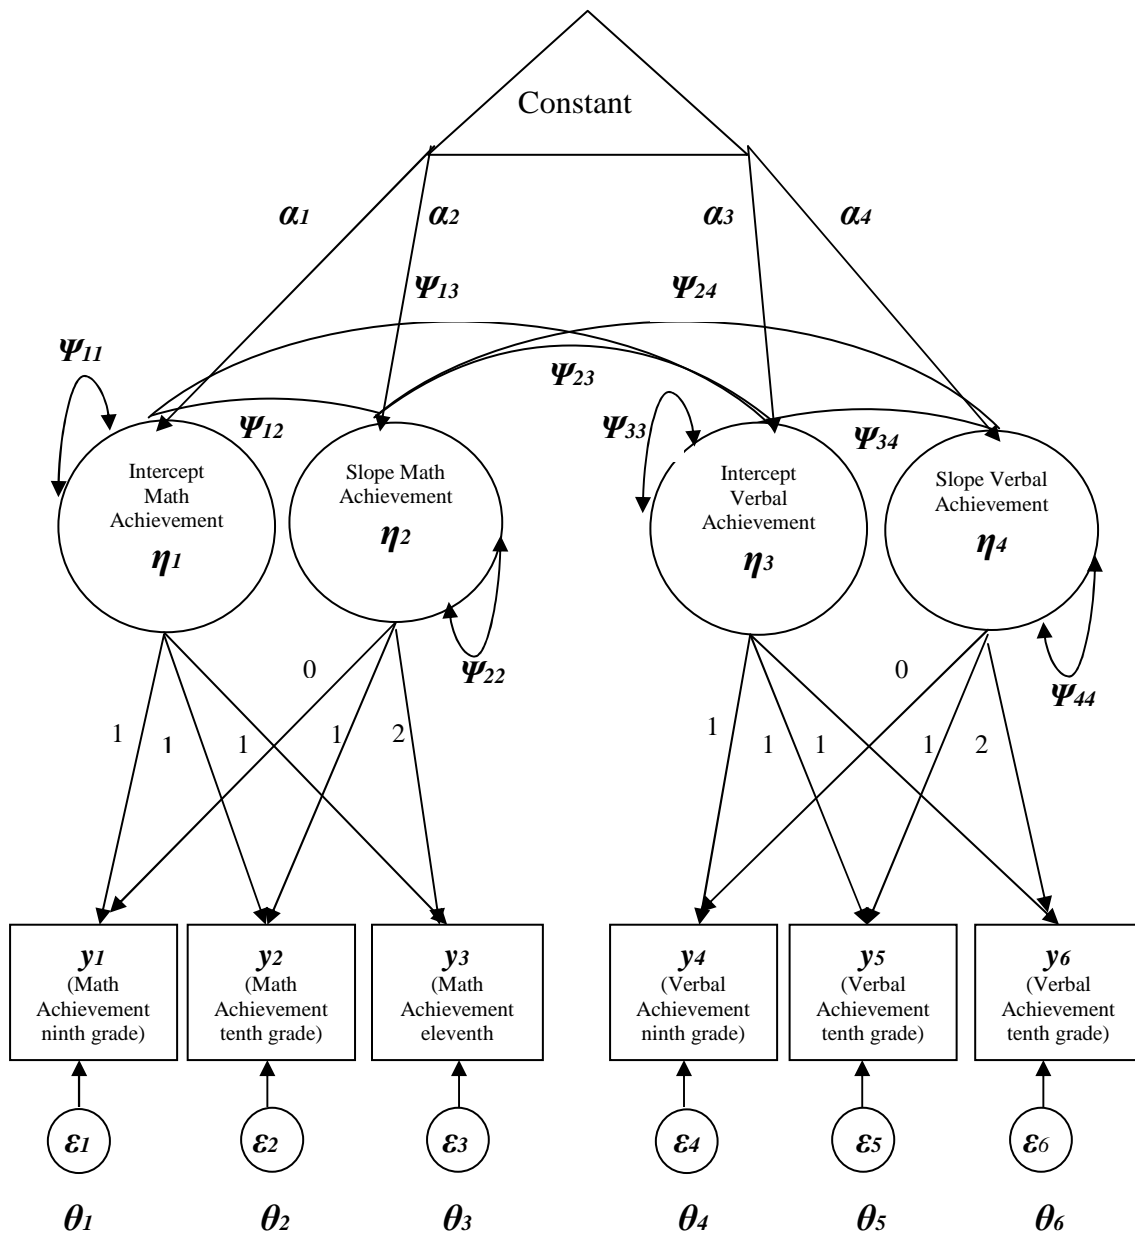 Constant
α1
α2
α3
α4
Ψ13
Ψ24
Ψ11
Ψ23
Ψ12
Ψ33
Ψ34
Intercept
Math
Achievement
η1
Slope Math
Achievement
η2
Intercept
Verbal
Achievement
η3
Slope Verbal
Achievement
η4
Ψ22
Ψ44
0
0
1 1 1 1 2
1 1 1 1 2
y1
(Math
Achievement
ninth grade)
y2
(Math
Achievement
tenth grade)
y3
(Math
Achievement
eleventh
y4
(Verbal
Achievement
ninth grade)
y5
(Verbal
Achievement
tenth grade)
y6
(Verbal
Achievement
tenth grade)
ε1 ε2 ε3 ε4 ε5 ε6
θ1 θ2 θ3 θ4 θ5 θ6